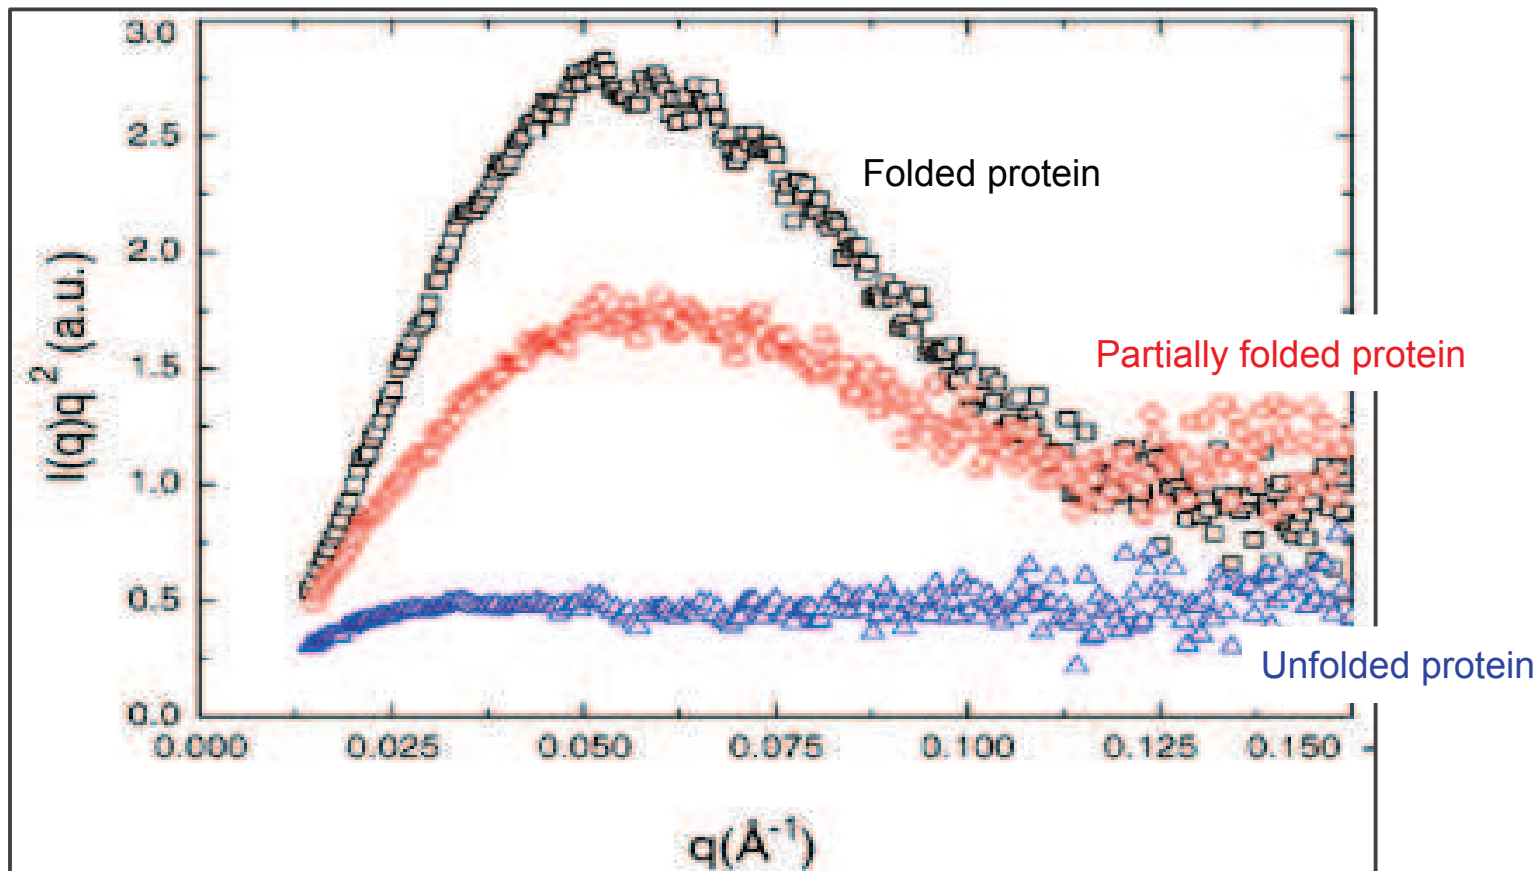 3.0
2.5
2.0
1.5
1.0
0.5
0.0
I(q)q² (a.u.)
Folded protein
Partially folded protein
Unfolded protein
0.000 0.025 0.050 0.075 0.100 0.125 0.150
q(Å⁻¹)